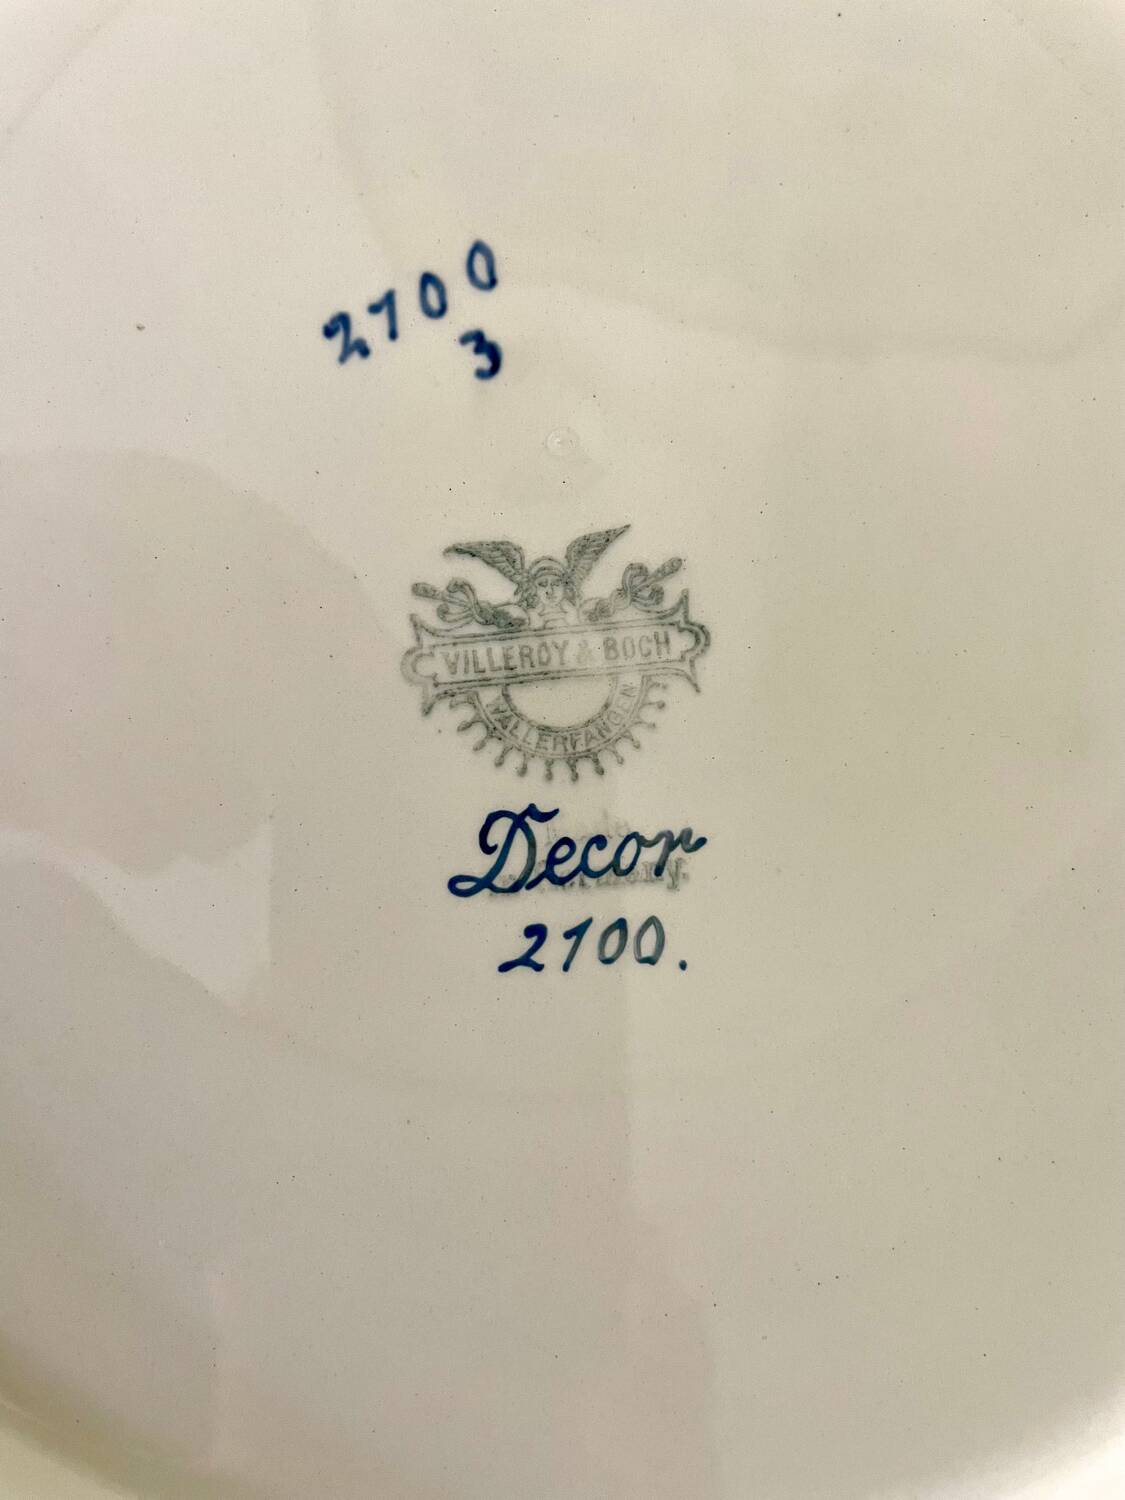 2100
3
VILLEROY & BOCH
WALLERFANGEN
Decor
2100.